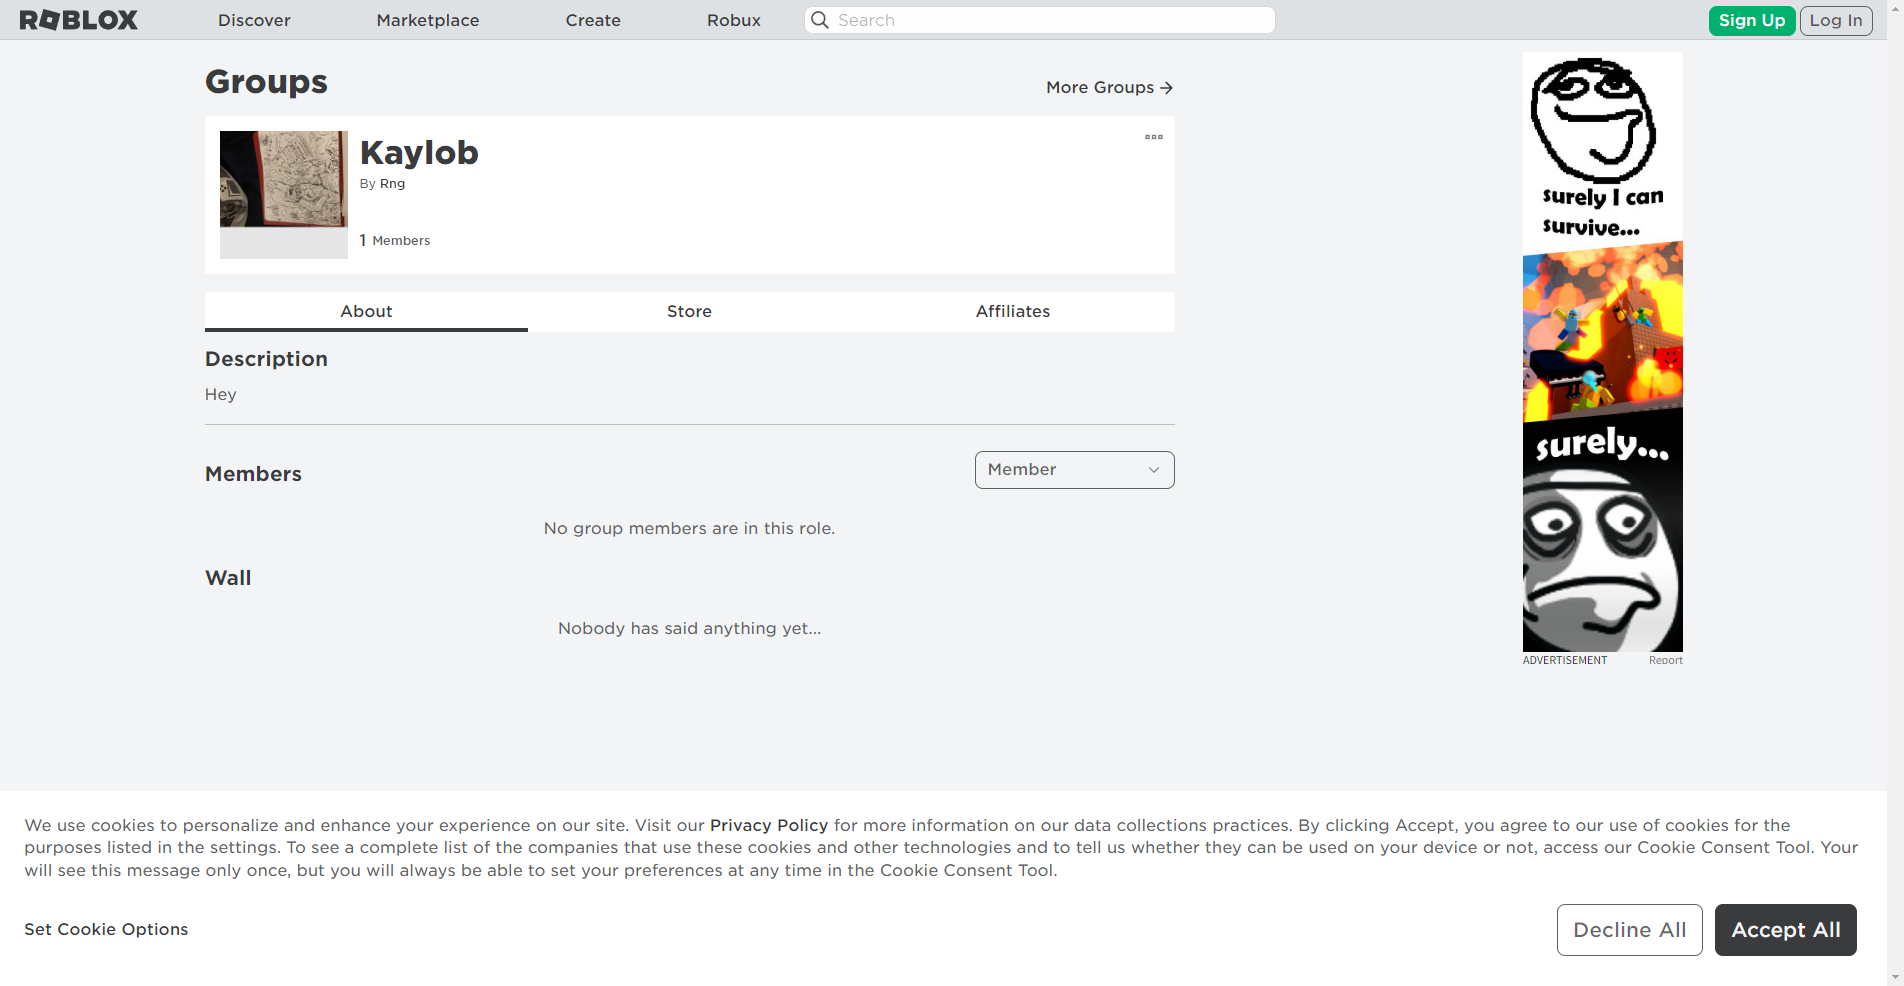 ROBLOX
Discover
Marketplace
Create
Robux
Search
Sign Up
Log In
Groups
More Groups
Kaylob
By Rng
1 Members
About
Store
Affiliates
Description
Hey
Members
Member
No group members are in this role.
Wall
Nobody has said anything yet...
surely I can
survive...
surely...
ADVERTISEMENT
Report
We use cookies to personalize and enhance your experience on our site. Visit our Privacy Policy for more information on our data collections practices. By clicking Accept, you agree to our use of cookies for the
purposes listed in the settings. To see a complete list of the companies that use these cookies and other technologies and to tell us whether they can be used on your device or not, access our Cookie Consent Tool. Your
will see this message only once, but you will always be able to set your preferences at any time in the Cookie Consent Tool.
Set Cookie Options
Decline All
Accept All